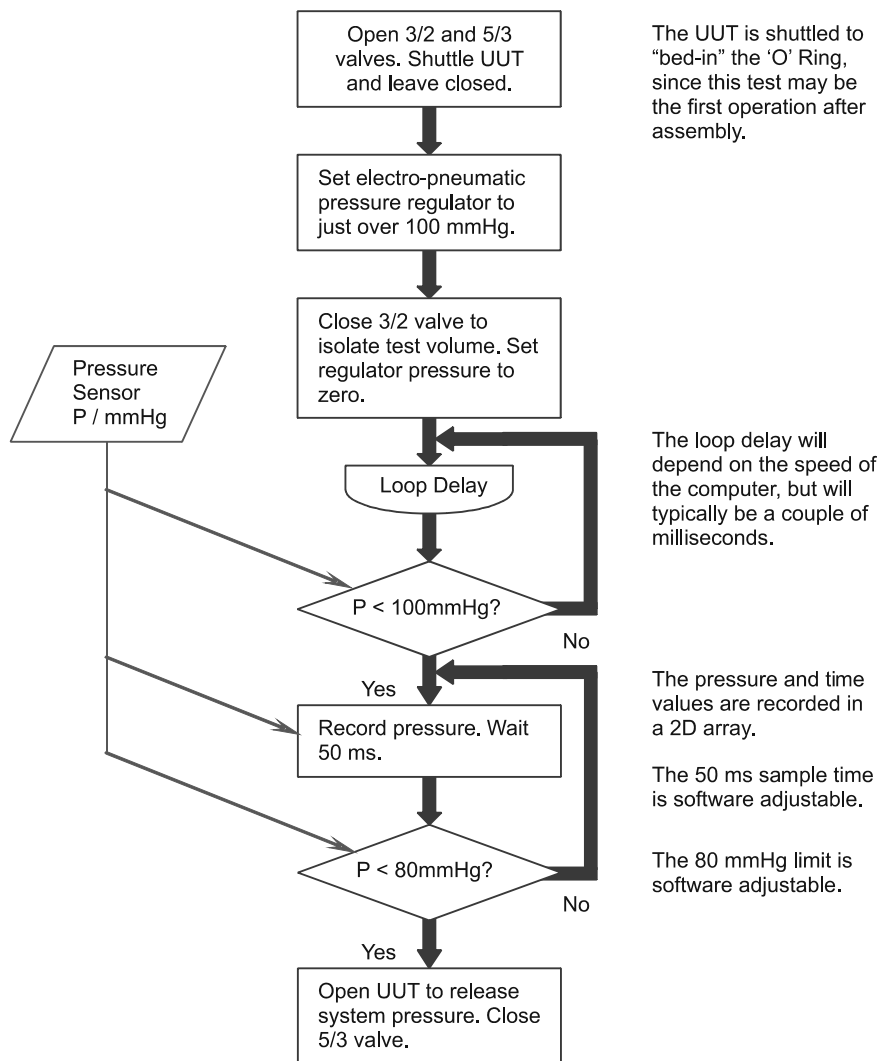 Open 3/2 and 5/3
valves. Shuttle UUT
and leave closed.
The UUT is shuttled to
“bed-in” the ‘O’ Ring,
since this test may be
the first operation after
assembly.
Set electro-pneumatic
pressure regulator to
just over 100 mmHg.
Close 3/2 valve to
isolate test volume. Set
regulator pressure to
zero.
Pressure
Sensor
P / mmHg
Loop Delay
The loop delay will
depend on the speed of
the computer, but will
typically be a couple of
milliseconds.
P < 100mmHg?
No
Yes
Record pressure. Wait
50 ms.
The pressure and time
values are recorded in
a 2D array.
The 50 ms sample time
is software adjustable.
P < 80mmHg?
No
The 80 mmHg limit is
software adjustable.
Yes
Open UUT to release
system pressure. Close
5/3 valve.